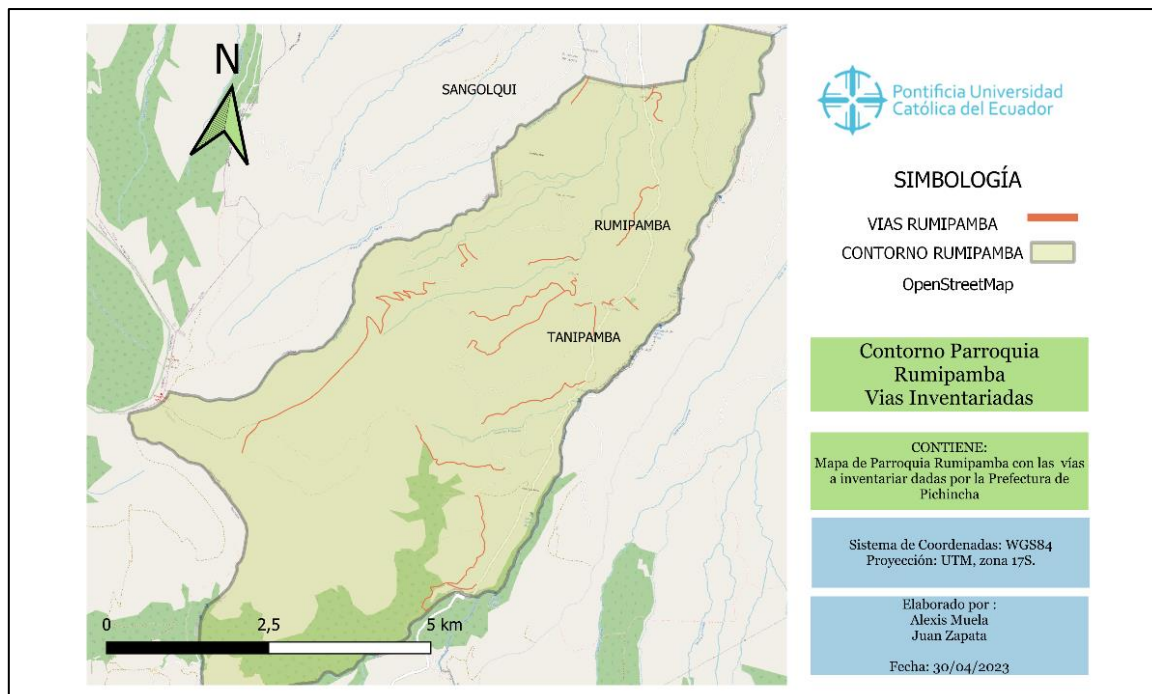 N
SANGOLQUI
RUMIPAMBA
TANIPAMBA
0 2,5 5 km
Pontificia Universidad
Católica del Ecuador
SIMBOLOGÍA
VIAS RUMIPAMBA
CONTORNO RUMIPAMBA
OpenStreetMap
Contorno Parroquia
Rumipamba
Vias Inventariadas
CONTIENE:
Mapa de Parroquia Rumipamba con las vías
a inventariar dadas por la Prefectura de
Pichincha
Sistema de Coordenadas: WGS84
Proyección: UTM, zona 17S.
Elaborado por :
Alexis Muela
Juan Zapata
Fecha: 30/04/2023